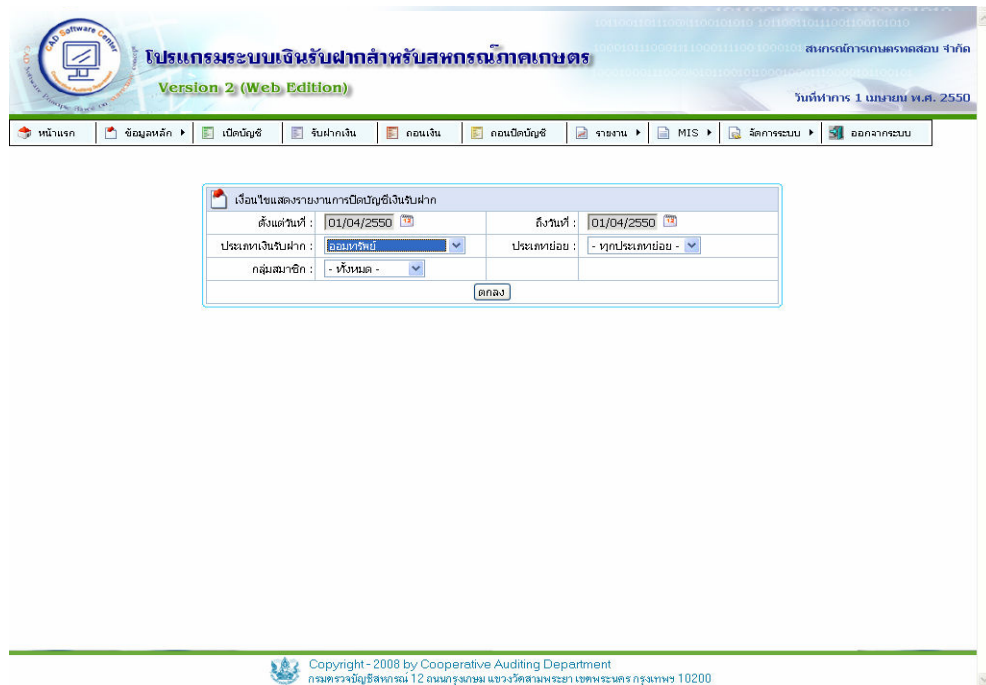 CAD Software Center
โปรแกรมระบบเงินรับฝากสำหรับสหกรณ์ภาคเกษตร
Version 2 (Web Edition)
สหกรณ์การเกษตรทดสอบ จำกัด
วันที่ทำการ 1 เมษายน พ.ศ. 2550
หน้าแรก ข้อมูลหลัก เปิดบัญชี รับฝากเงิน ถอนเงิน ถอนปิดบัญชี รายงาน MIS จัดการระบบ ออกจากระบบ
เงื่อนไขแสดงรายงานการปิดบัญชีเงินรับฝาก
ตั้งแต่วันที่ : 01/04/2550 ถึงวันที่ : 01/04/2550
ประเภทเงินรับฝาก : ออมทรัพย์ ประเภทย่อย : - ทุกประเภทย่อย -
กลุ่มสมาชิก : - ทั้งหมด -
ตกลง
Copyright - 2008 by Cooperative Auditing Department
กรมตรวจบัญชีสหกรณ์ 12 ถนนกรุงเกษม แขวงวัดสามพระยา เขตพระนคร กรุงเทพฯ 10200